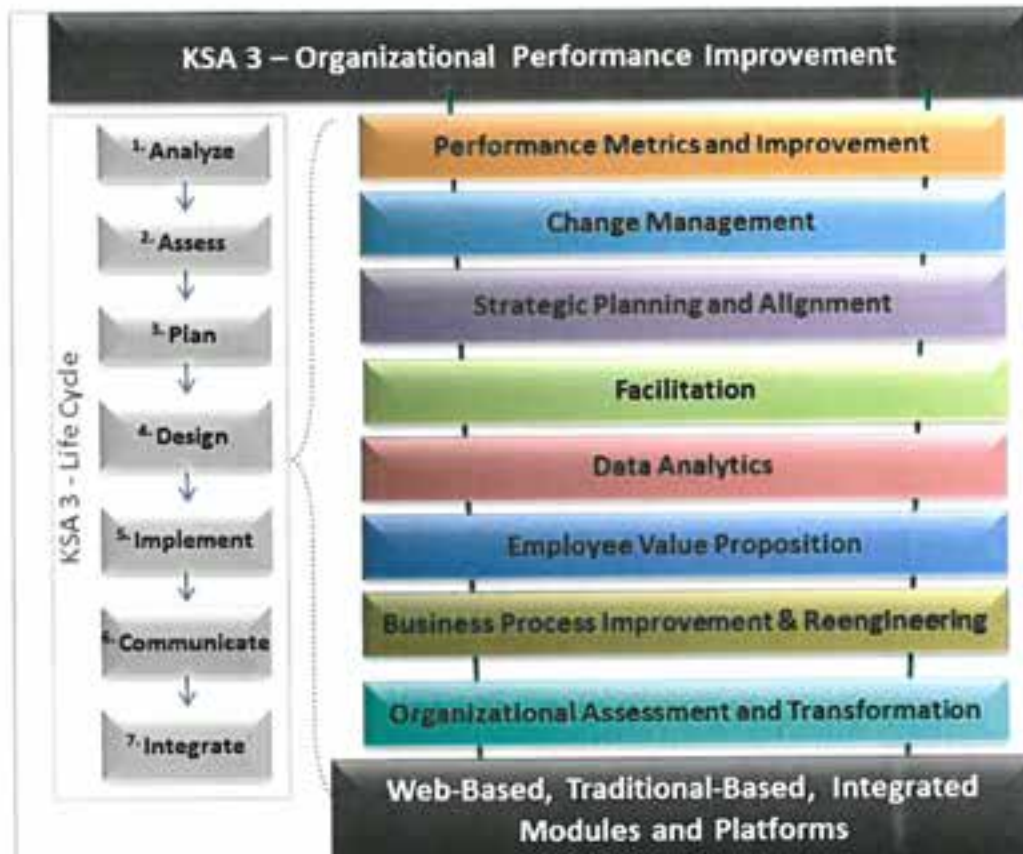 KSA 3 – Organizational Performance Improvement
KSA 3 - Life Cycle
1. Analyze
2. Assess
3. Plan
4. Design
5. Implement
6. Communicate
7. Integrate
Performance Metrics and Improvement
Change Management
Strategic Planning and Alignment
Facilitation
Data Analytics
Employee Value Proposition
Business Process Improvement & Reengineering
Organizational Assessment and Transformation
Web-Based, Traditional-Based, Integrated
Modules and Platforms